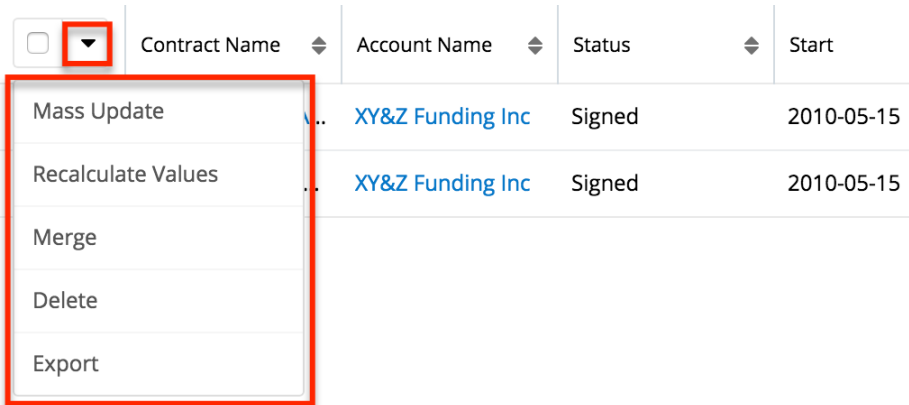 Contract Name Account Name Status Start
Mass Update XY&Z Funding Inc Signed 2010-05-15
Recalculate Values ... XY&Z Funding Inc Signed 2010-05-15
Merge
Delete
Export